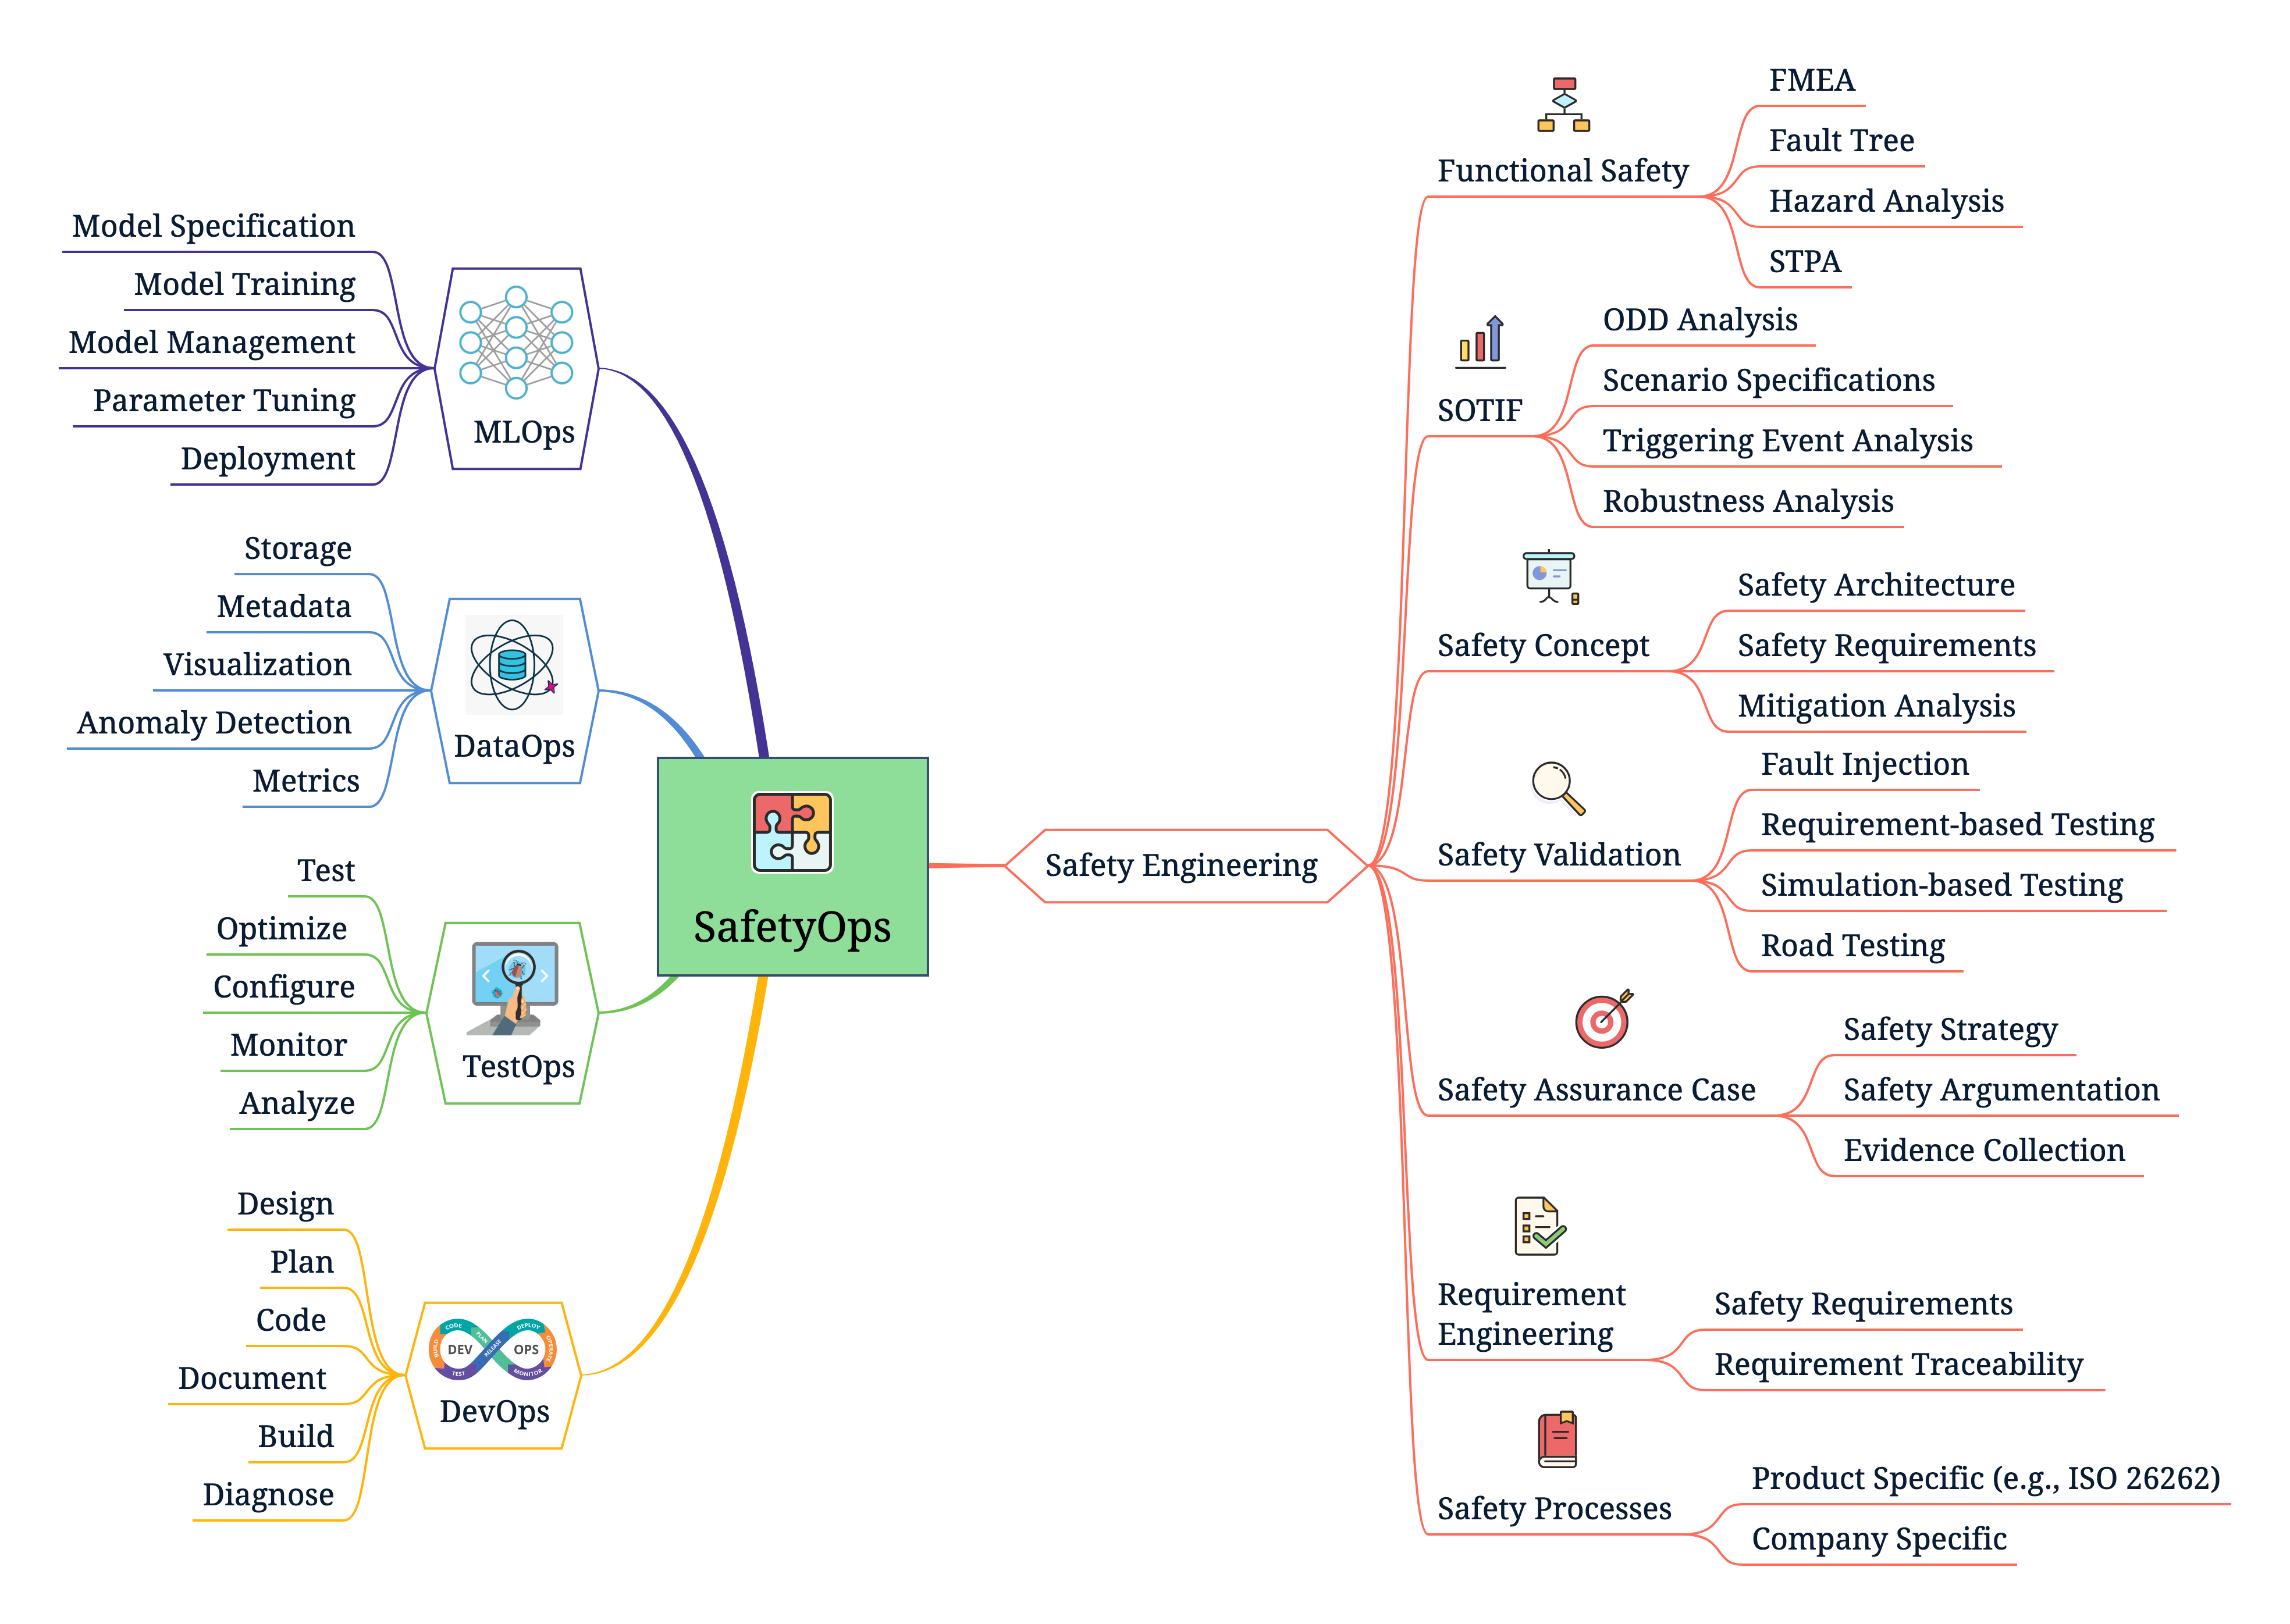 Model Specification
Model Training
Model Management
Parameter Tuning
Deployment
MLOps
Storage
Metadata
Visualization
Anomaly Detection
Metrics
DataOps
Test
Optimize
Configure
Monitor
Analyze
TestOps
Design
Plan
Code
Document
Build
Diagnose
CODE
PLAN
BUILD
TEST
RELEASE
DEPLOY
OPERATE
MONITOR
DEV
OPS
DevOps
SafetyOps
Safety Engineering
Functional Safety
FMEA
Fault Tree
Hazard Analysis
STPA
SOTIF
ODD Analysis
Scenario Specifications
Triggering Event Analysis
Robustness Analysis
Safety Concept
Safety Architecture
Safety Requirements
Mitigation Analysis
Safety Validation
Fault Injection
Requirement-based Testing
Simulation-based Testing
Road Testing
Safety Assurance Case
Safety Strategy
Safety Argumentation
Evidence Collection
Requirement
Engineering
Safety Requirements
Requirement Traceability
Safety Processes
Product Specific (e.g., ISO 26262)
Company Specific